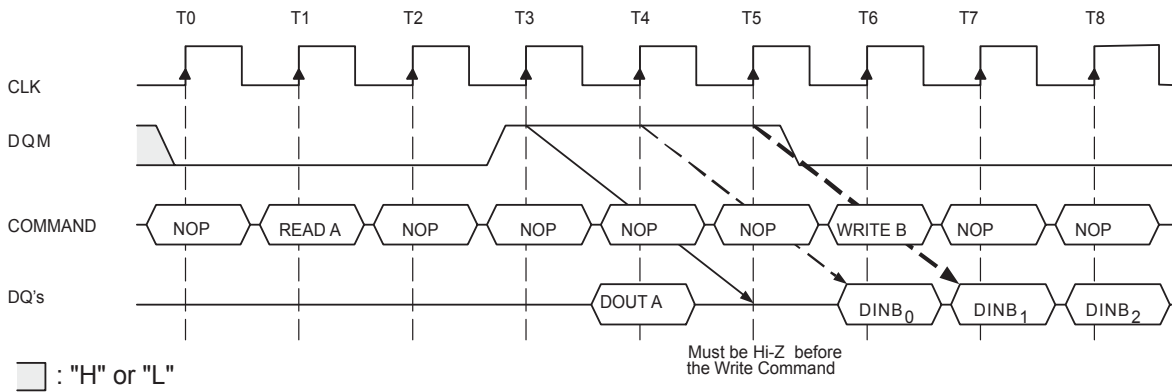 T0 T1 T2 T3 T4 T5 T6 T7 T8
CLK
DQM
COMMAND NOP READ A NOP NOP NOP NOP WRITE B NOP NOP
DQ's DOUT A DINB0 DINB1 DINB2
Must be Hi-Z before
the Write Command
: "H" or "L"